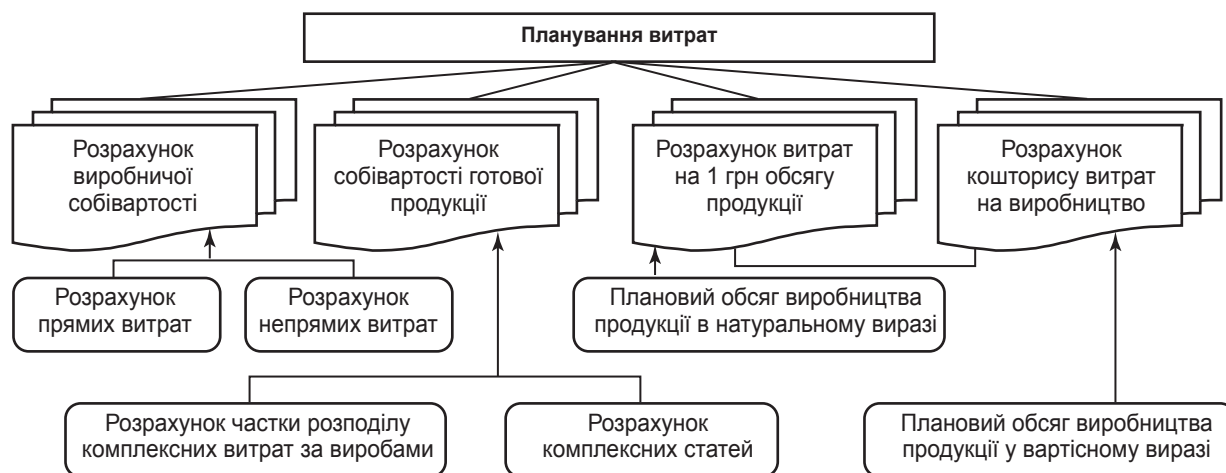 Планування витрат
Розрахунок
виробничої
собівартості
Розрахунок
собівартості готової
продукції
Розрахунок витрат
на 1 грн обсягу
продукції
Розрахунок
кошторису витрат
на виробництво
Розрахунок
прямих витрат
Розрахунок
непрямих витрат
Плановий обсяг виробництва
продукції в натуральному виразі
Розрахунок частки розподілу
комплексних витрат за виробами
Розрахунок
комплексних статей
Плановий обсяг виробництва
продукції у вартісному виразі